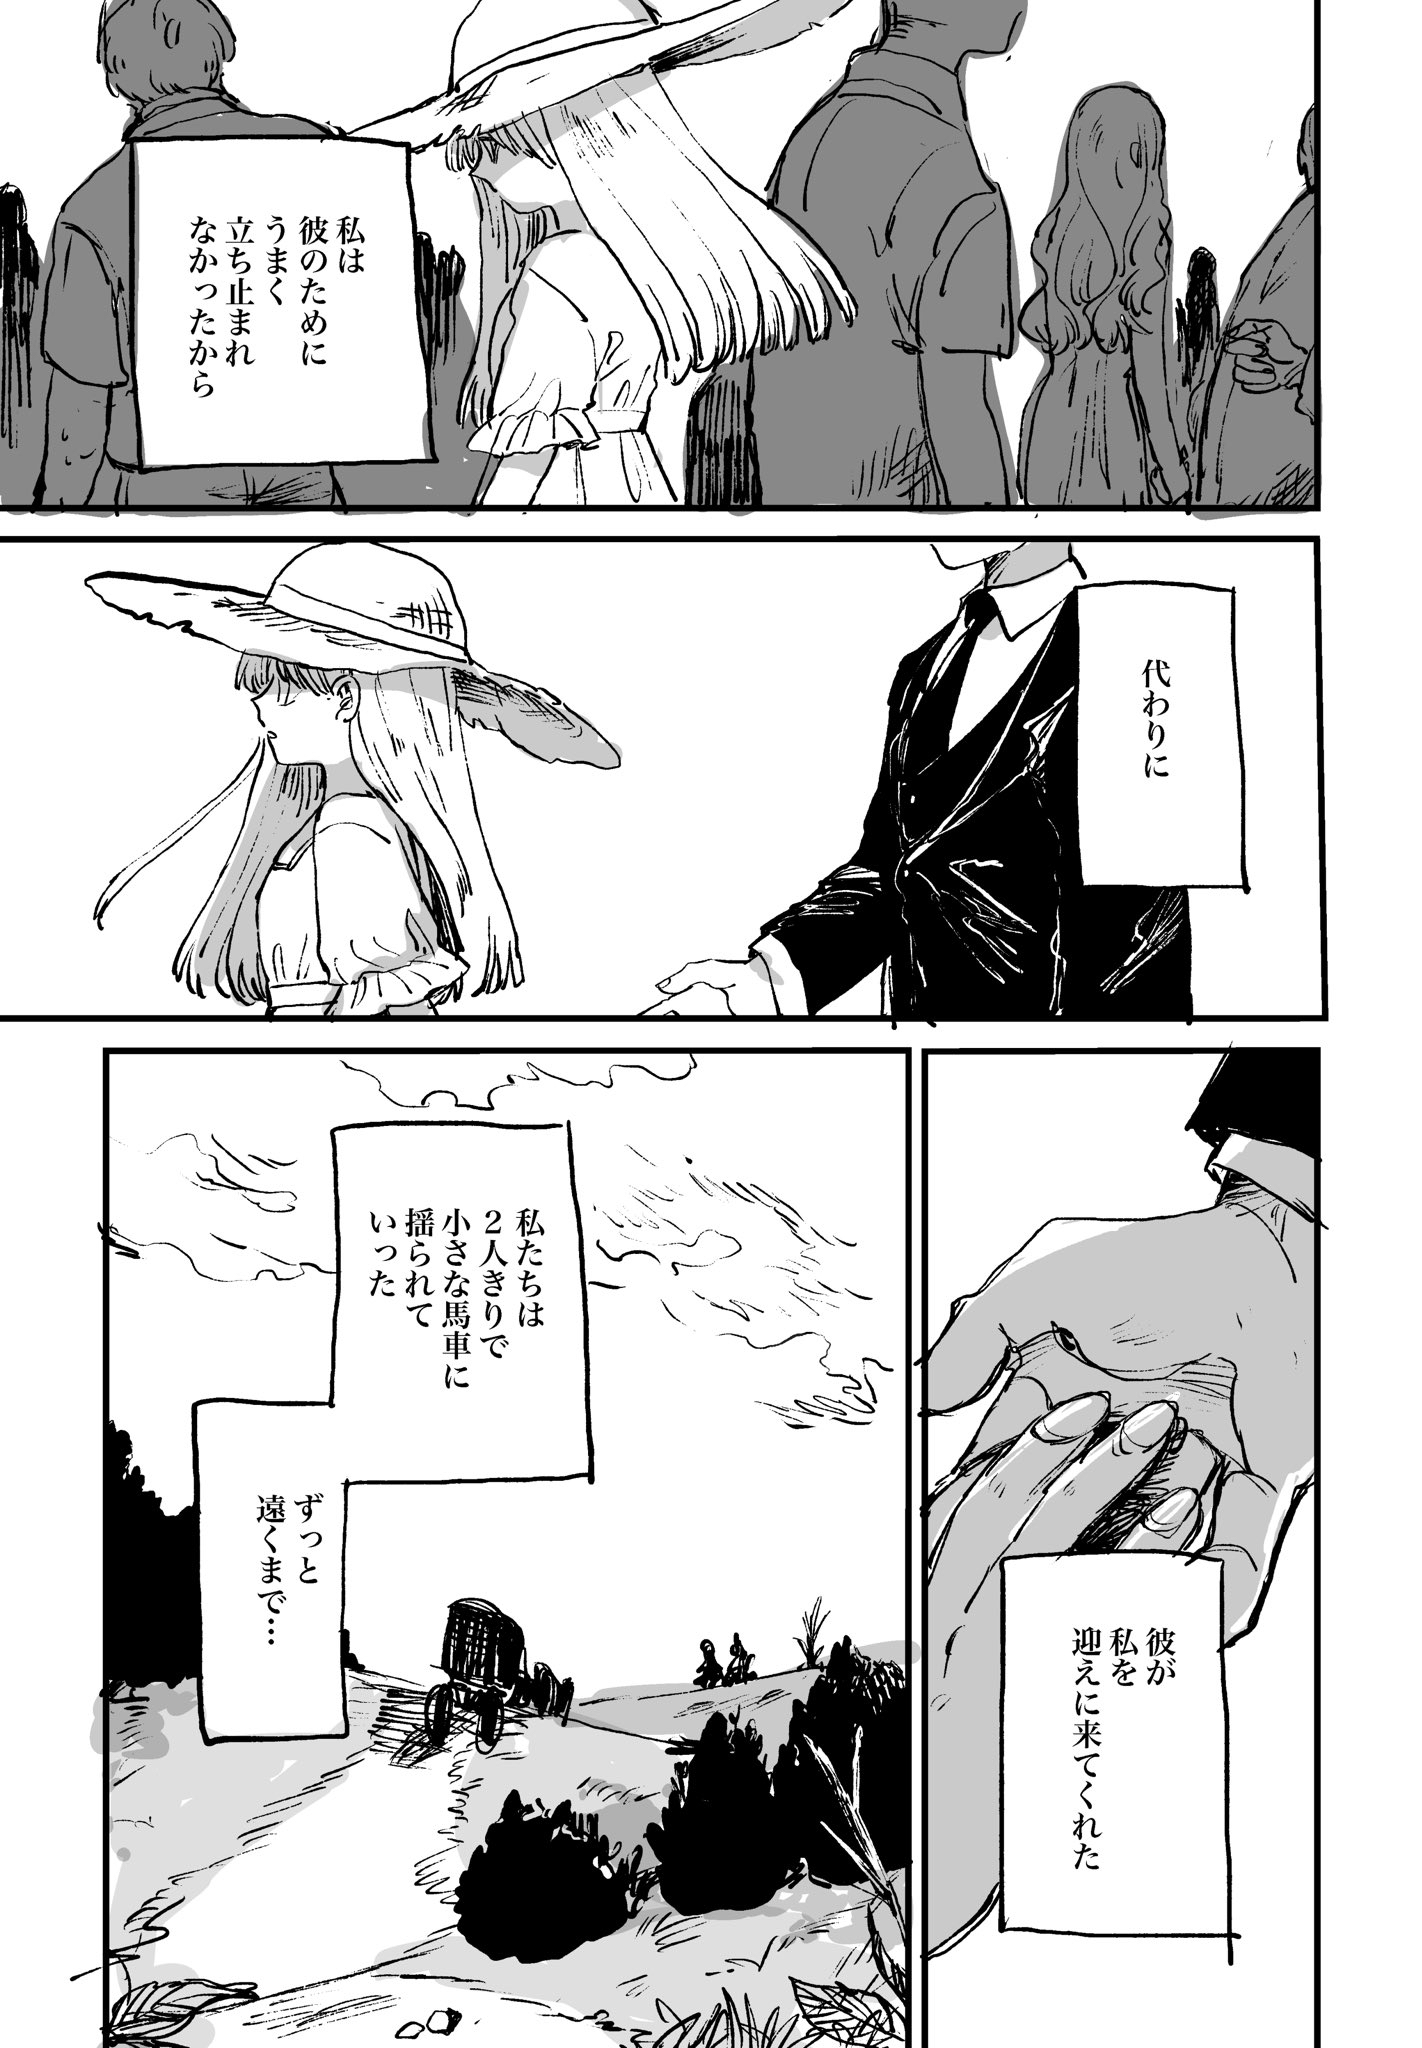 私は
彼のために
うまく
立ち止まれ
なかったから
代わりに
彼が
私を
迎えに来てくれた
私たちは
2人きりで
小さな馬車に
揺られて
いった
ずっと
遠くまで…